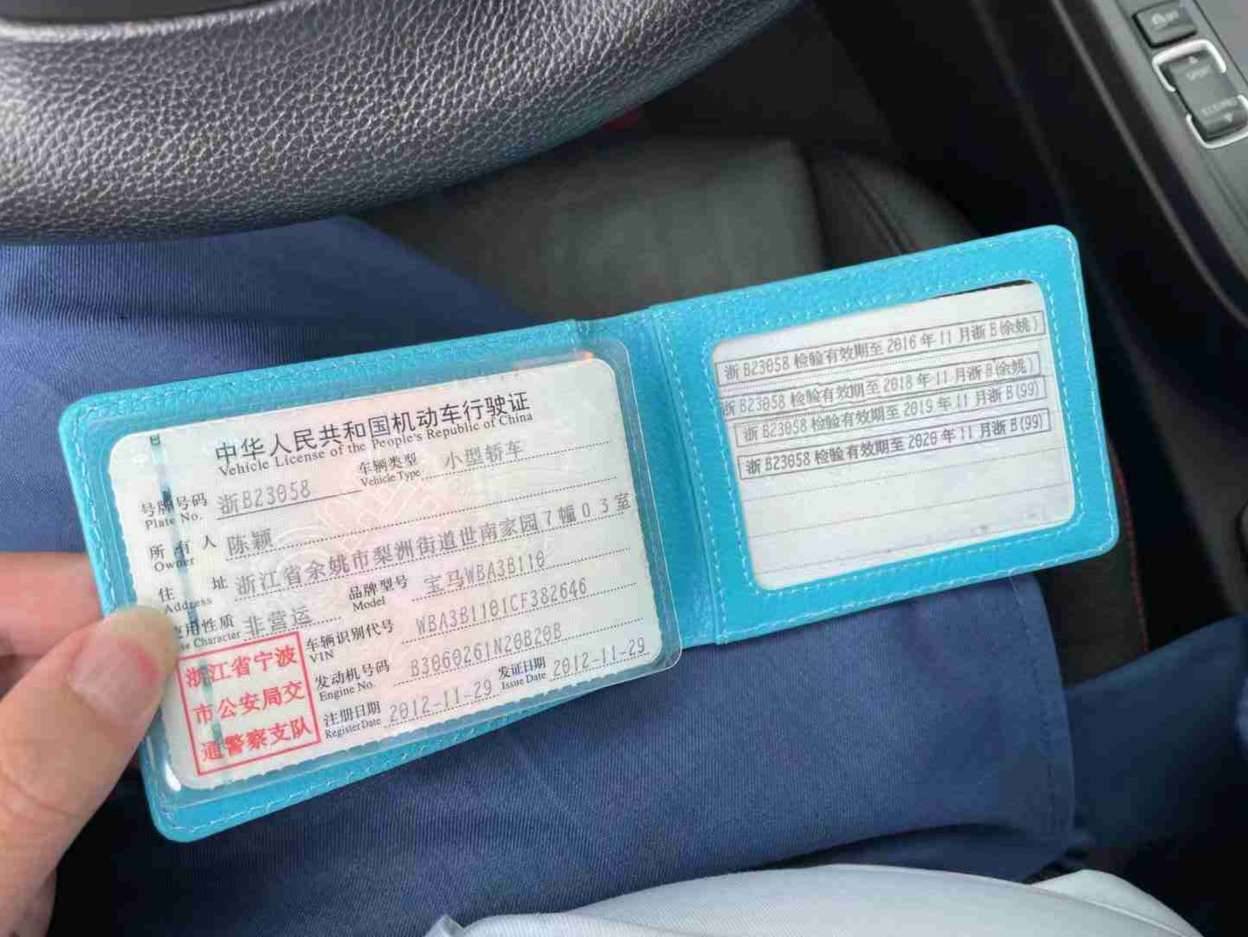 中华人民共和国机动车行驶证
Vehicle License of the People's Republic of China
号牌号码 浙B23058 车辆类型 小型轿车
Plate No. Vehicle Type
所有人 陈颖
Owner
住址 浙江省余姚市梨洲街道世南家园7幢03室
Address
使用性质 非营运 品牌型号 宝马WBA3B110
Use Character Model
车辆识别代号 WBA3B1101CF382646
VIN
发动机号码 B3060261N20B20B
Engine No.
注册日期 2012-11-29 发证日期 2012-11-29
Register Date Issue Date
浙江省宁波
市公安局交
通警察支队
浙B23058检验有效期至2016年11月浙B(余姚)
浙B23058检验有效期至2018年11月浙B(余姚)
浙B23058检验有效期至2019年11月浙B(99)
浙B23058检验有效期至2020年11月浙B(99)
SPORT